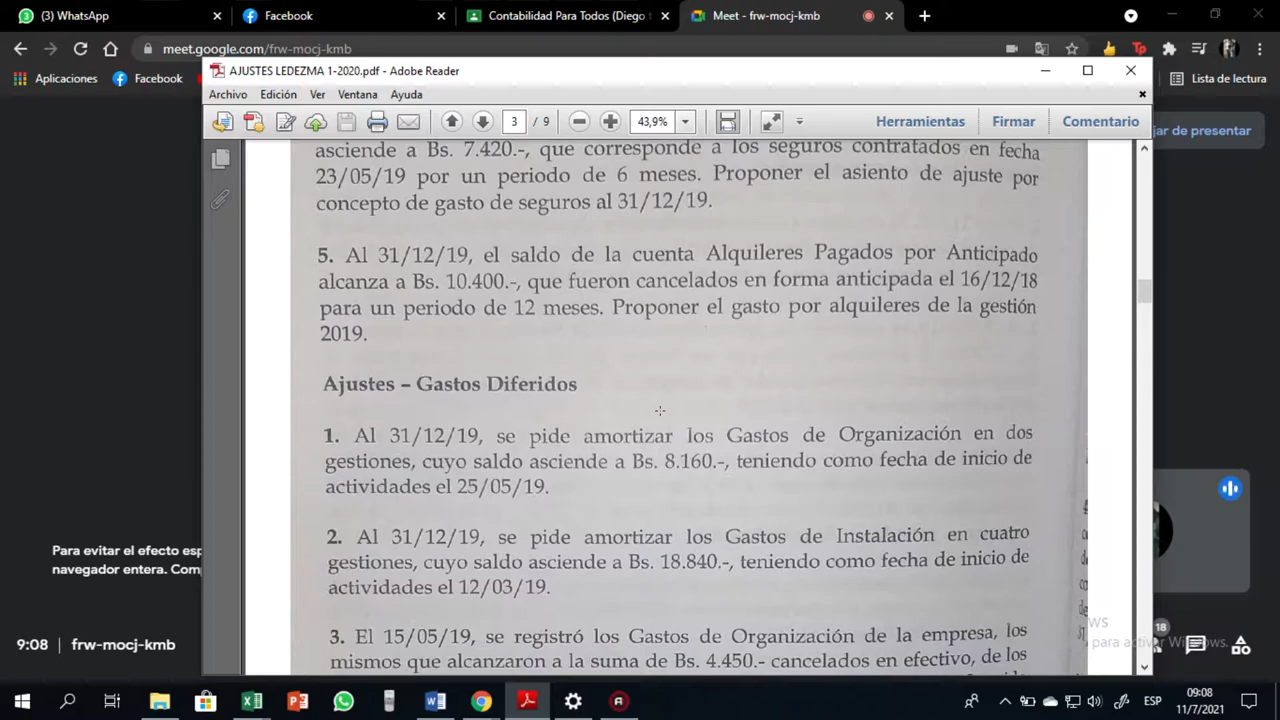 (3) WhatsApp
Facebook
Contabilidad Para Todos (Diego
Meet - frw-mocj-kmb
meet.google.com/frw-mocj-kmb
Aplicaciones
Facebook
Lista de lectura
AJUSTES LEDEZMA 1-2020.pdf - Adobe Reader
Archivo Edición Ver Ventana Ayuda
3 / 9
43,9%
Herramientas
Firmar
Comentario
jar de presentar
asciende a Bs. 7.420.-, que corresponde a los seguros contratados en fecha
23/05/19 por un periodo de 6 meses. Proponer el asiento de ajuste por
concepto de gasto de seguros al 31/12/19.
5. Al 31/12/19, el saldo de la cuenta Alquileres Pagados por Anticipado
alcanza a Bs. 10.400.-, que fueron cancelados en forma anticipada el 16/12/18
para un periodo de 12 meses. Proponer el gasto por alquileres de la gestión
2019.
Ajustes – Gastos Diferidos
1. Al 31/12/19, se pide amortizar los Gastos de Organización en dos
gestiones, cuyo saldo asciende a Bs. 8.160.-, teniendo como fecha de inicio de
actividades el 25/05/19.
2. Al 31/12/19, se pide amortizar los Gastos de Instalación en cuatro
gestiones, cuyo saldo asciende a Bs. 18.840.-, teniendo como fecha de inicio de
actividades el 12/03/19.
3. El 15/05/19, se registró los Gastos de Organización de la empresa, los
mismos que alcanzaron a la suma de Bs. 4.450.- cancelados en efectivo, de los
Para evitar el efecto esp
navegador entera. Com
9:08 | frw-mocj-kmb
WS
para activar Windows.
18
ESP
09:08
11/7/2021